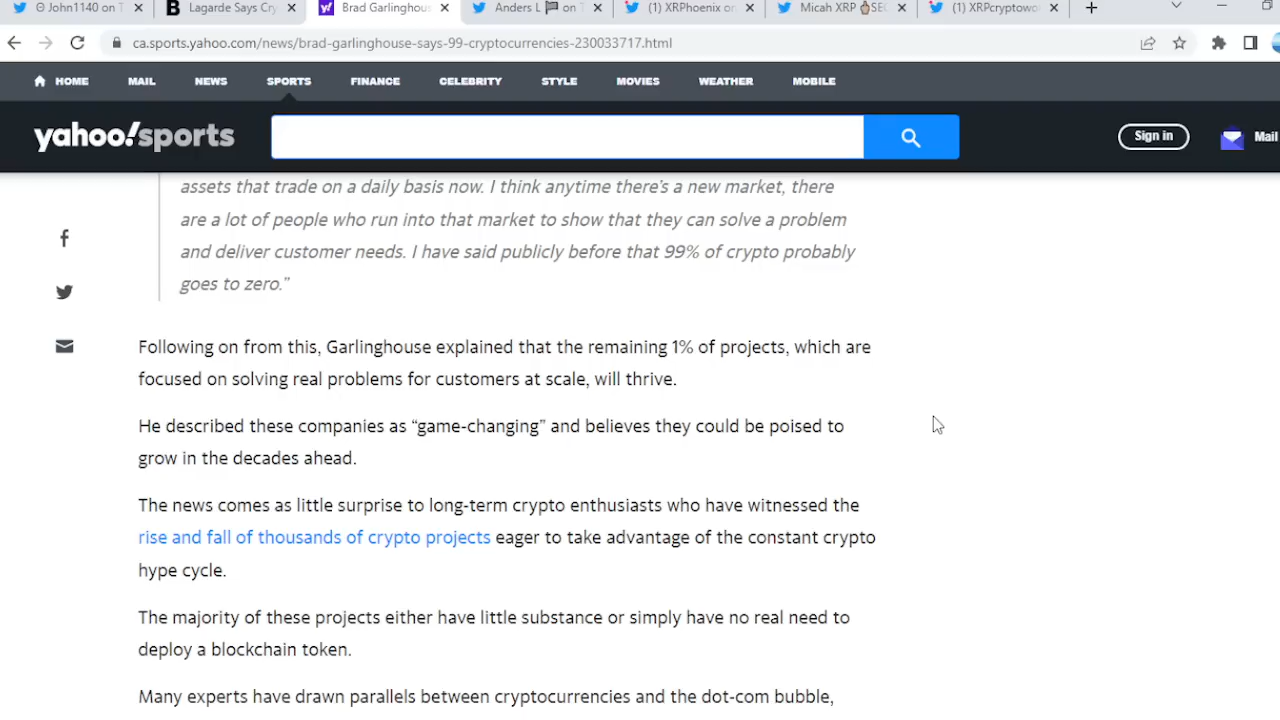 Θ John1140 on T
Lagarde Says Cry
Brad Garlinghous
Anders L on T
(1) XRPhoenix on
Micah XRP SEC
(1) XRPcryptowo
ca.sports.yahoo.com/news/brad-garlinghouse-says-99-cryptocurrencies-230033717.html
HOME MAIL NEWS SPORTS FINANCE CELEBRITY STYLE MOVIES WEATHER MOBILE
yahoo!sports
Sign in
Mail
assets that trade on a daily basis now. I think anytime there's a new market, there
are a lot of people who run into that market to show that they can solve a problem
and deliver customer needs. I have said publicly before that 99% of crypto probably
goes to zero.”
Following on from this, Garlinghouse explained that the remaining 1% of projects, which are
focused on solving real problems for customers at scale, will thrive.
He described these companies as “game-changing” and believes they could be poised to
grow in the decades ahead.
The news comes as little surprise to long-term crypto enthusiasts who have witnessed the
rise and fall of thousands of crypto projects eager to take advantage of the constant crypto
hype cycle.
The majority of these projects either have little substance or simply have no real need to
deploy a blockchain token.
Many experts have drawn parallels between cryptocurrencies and the dot-com bubble,